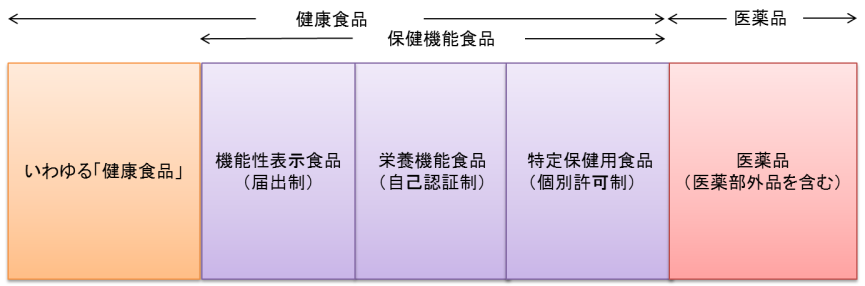 健康食品
医薬品
保健機能食品
いわゆる「健康食品」
機能性表示食品
（届出制）
栄養機能食品
（自己認証制）
特定保健用食品
（個別許可制）
医薬品
（医薬部外品を含む）